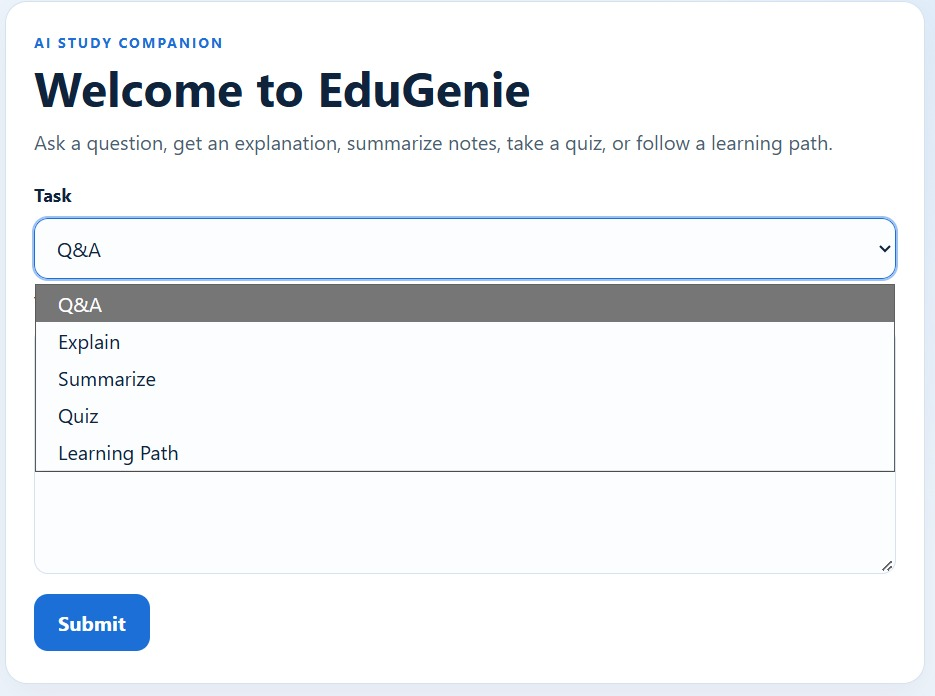 AI STUDY COMPANION
Welcome to EduGenie
Ask a question, get an explanation, summarize notes, take a quiz, or follow a learning path.
Task
Q&A
Q&A
Explain
Summarize
Quiz
Learning Path
Submit